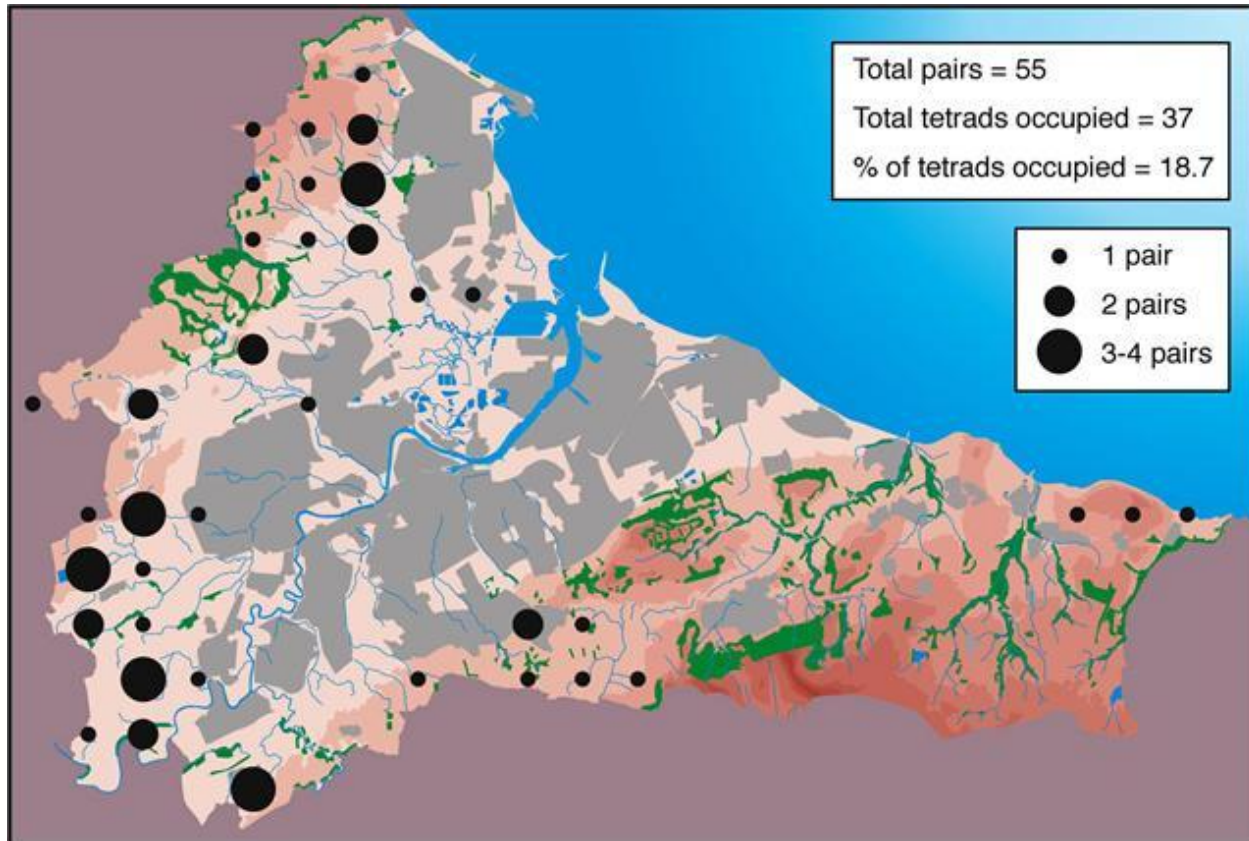 Total pairs = 55
Total tetrads occupied = 37
% of tetrads occupied = 18.7
1 pair
2 pairs
3-4 pairs